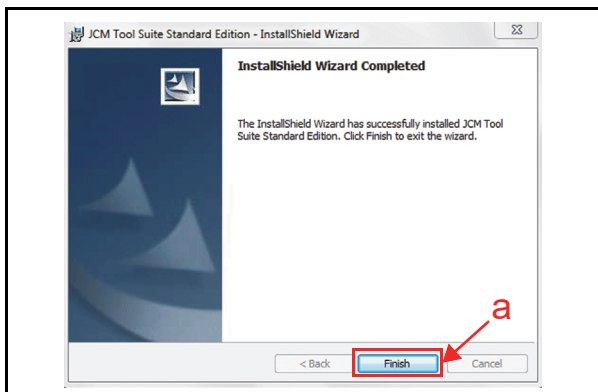 JCM Tool Suite Standard Edition - InstallShield Wizard
InstallShield Wizard Completed
The InstallShield Wizard has successfully installed JCM Tool
Suite Standard Edition. Click Finish to exit the wizard.
a
< Back Finish Cancel